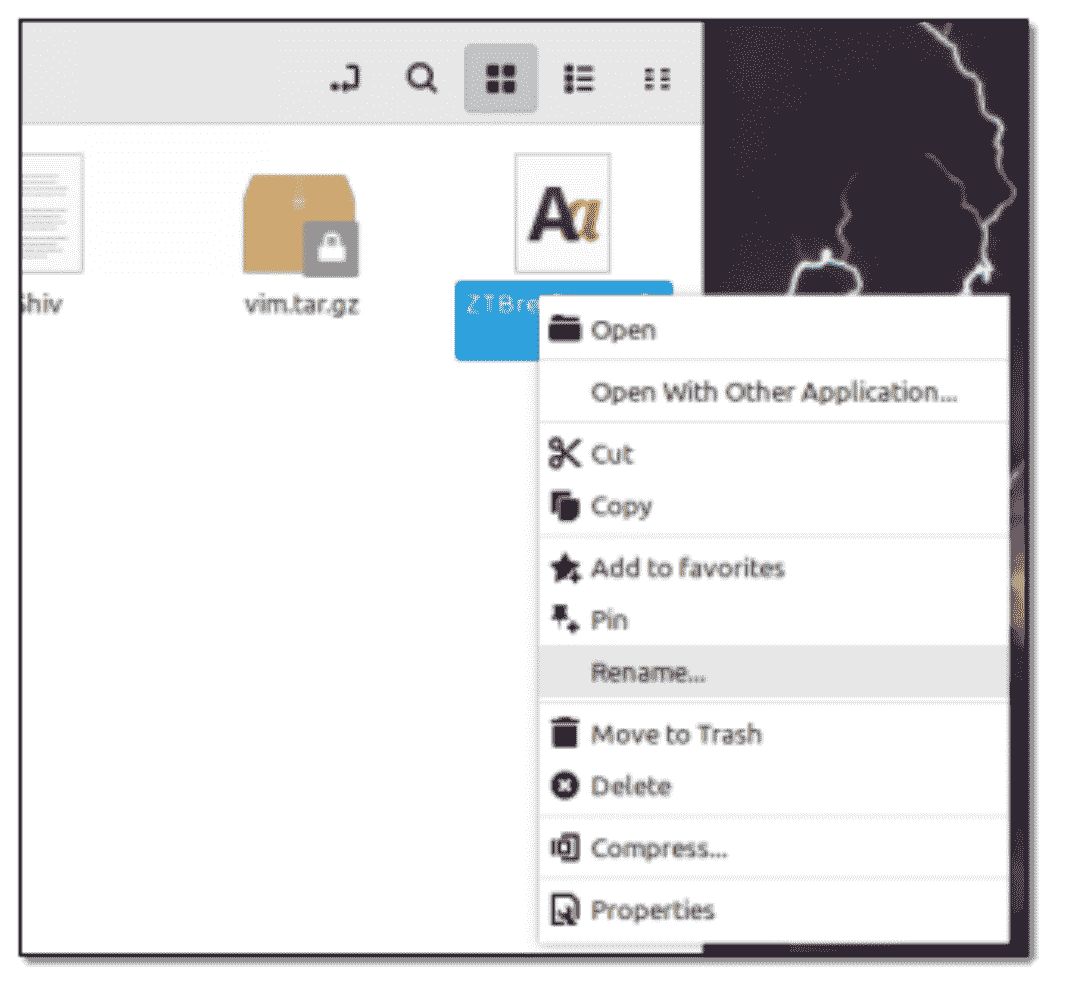 vim.tar.gz
Open
Open With Other Application...
Cut
Copy
Add to favorites
Pin
Rename...
Move to Trash
Delete
Compress...
Properties